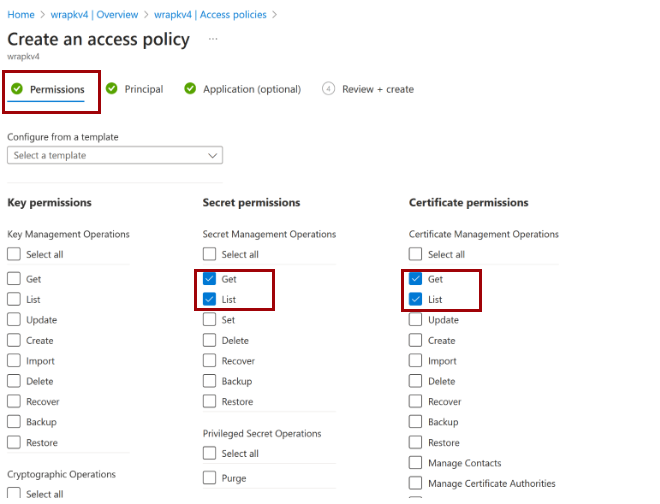 Home > wrapkv4 | Overview > wrapkv4 | Access policies >
Create an access policy ...
wrapkv4
Permissions Principal Application (optional) 4 Review + create
Configure from a template
Select a template
Key permissions
Key Management Operations
Select all
Get
List
Update
Create
Import
Delete
Recover
Backup
Restore
Cryptographic Operations
Select all
Secret permissions
Secret Management Operations
Select all
Get
List
Set
Delete
Recover
Backup
Restore
Privileged Secret Operations
Select all
Purge
Certificate permissions
Certificate Management Operations
Select all
Get
List
Update
Create
Import
Delete
Recover
Backup
Restore
Manage Contacts
Manage Certificate Authorities